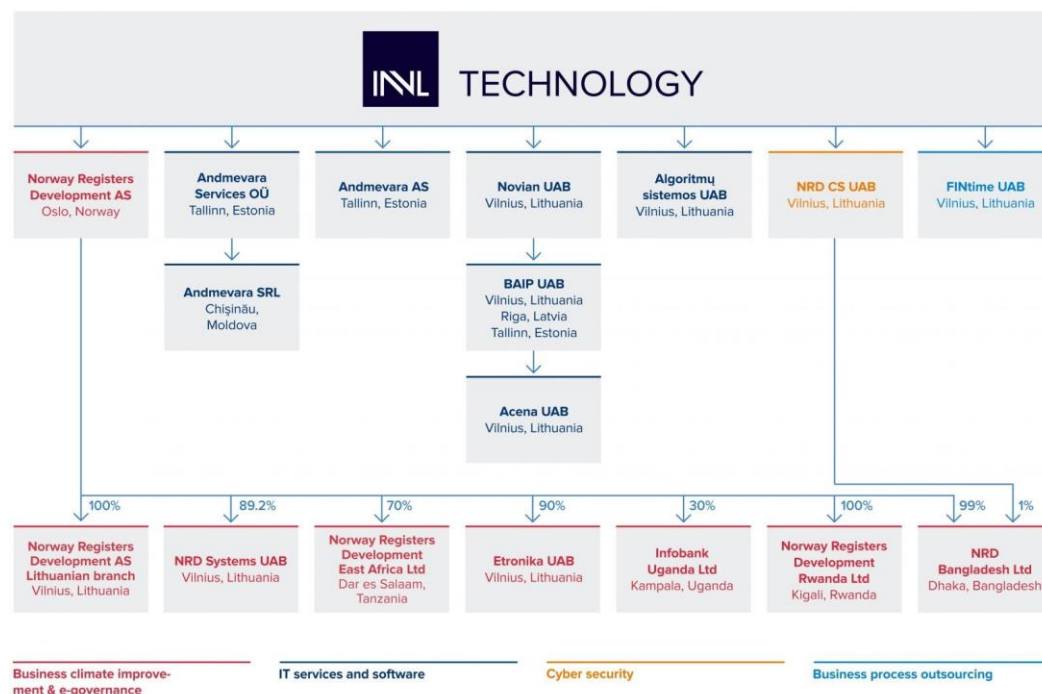 INVL TECHNOLOGY
Norway Registers
Development AS
Oslo, Norway
Andmevara
Services OÜ
Tallinn, Estonia
Andmevara AS
Tallinn, Estonia
Novian UAB
Vilnius, Lithuania
Algoritmų
sistemos UAB
Vilnius, Lithuania
NRD CS UAB
Vilnius, Lithuania
FINtime UAB
Vilnius, Lithuania
Andmevara SRL
Chișinău,
Moldova
BAIP UAB
Vilnius, Lithuania
Riga, Latvia
Tallinn, Estonia
Acena UAB
Vilnius, Lithuania
100%
89.2%
70%
90%
30%
100%
99%
1%
Norway Registers
Development AS
Lithuanian branch
Vilnius, Lithuania
NRD Systems UAB
Vilnius, Lithuania
Norway Registers
Development
East Africa Ltd
Dar es Salaam,
Tanzania
Etronika UAB
Vilnius, Lithuania
Infobank
Uganda Ltd
Kampala, Uganda
Norway Registers
Development
Rwanda Ltd
Kigali, Rwanda
NRD
Bangladesh Ltd
Dhaka, Bangladesh
Business climate improve-
ment & e-governance
IT services and software
Cyber security
Business process outsourcing